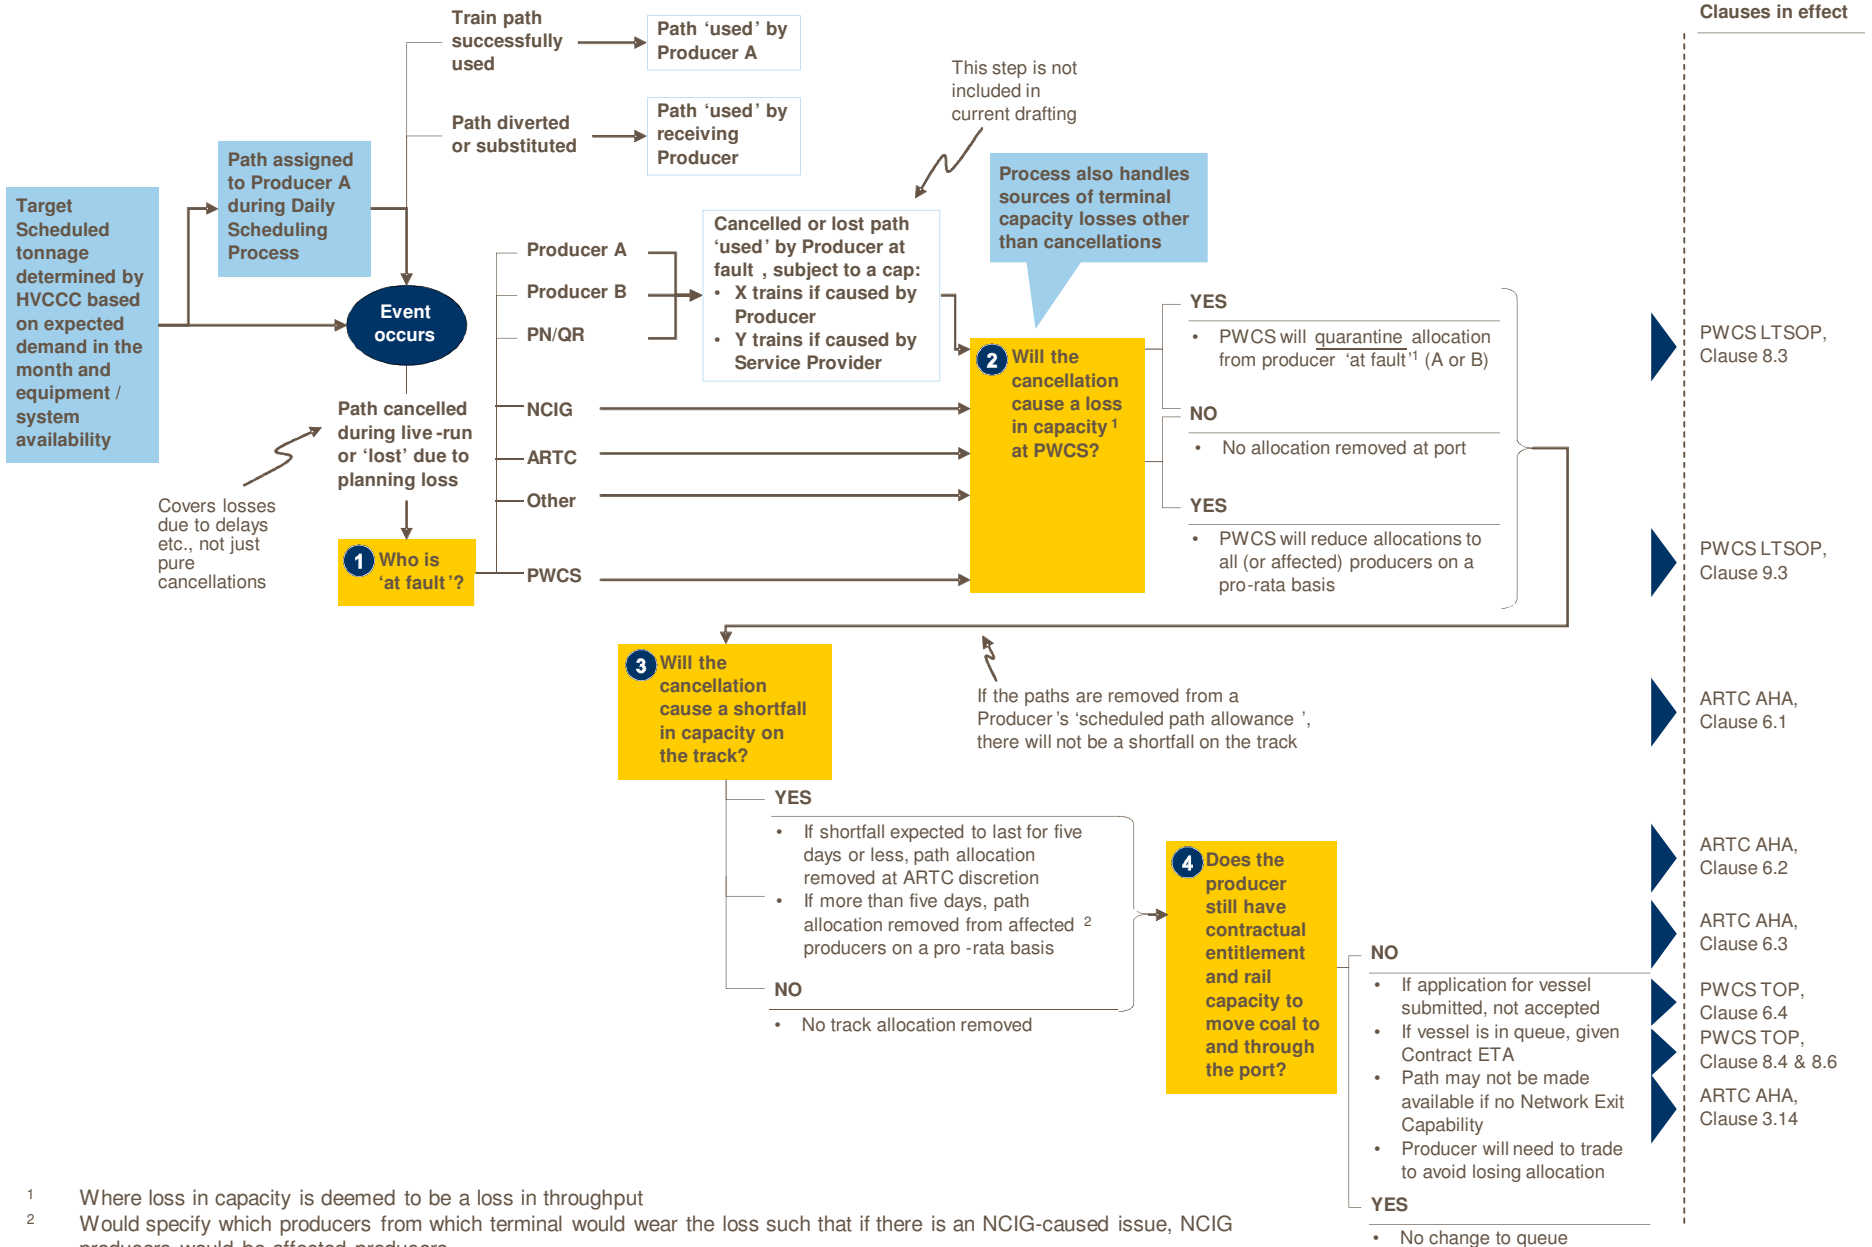 Clauses in effect
Train path
successfully
used
Path ‘used’ by
Producer A
Path diverted
or substituted
Path ‘used’ by
receiving
Producer
This step is not
included in
current drafting
Target
Scheduled
tonnage
determined by
HVCCC based
on expected
demand in the
month and
equipment /
system
availability
Path assigned
to Producer A
during Daily
Scheduling
Process
Event
occurs
Path cancelled
during live-run
or ‘lost’ due to
planning loss
Covers losses
due to delays
etc., not just
pure
cancellations
1 Who is
‘at fault’?
Producer A
Producer B
PN/QR
NCIG
ARTC
Other
PWCS
Cancelled or lost path
‘used’ by Producer at
fault , subject to a cap:
• X trains if caused by
Producer
• Y trains if caused by
Service Provider
Process also handles
sources of terminal
capacity losses other
than cancellations
2 Will the
cancellation
cause a loss
in capacity 1
at PWCS?
YES
• PWCS will quarantine allocation
from producer ‘at fault’1 (A or B)
NO
• No allocation removed at port
YES
• PWCS will reduce allocations to
all (or affected) producers on a
pro-rata basis
PWCS LTSOP,
Clause 8.3
PWCS LTSOP,
Clause 9.3
3 Will the
cancellation
cause a shortfall
in capacity on
the track?
If the paths are removed from a
Producer’s ‘scheduled path allowance ’,
there will not be a shortfall on the track
ARTC AHA,
Clause 6.1
YES
• If shortfall expected to last for five
days or less, path allocation
removed at ARTC discretion
• If more than five days, path
allocation removed from affected 2
producers on a pro -rata basis
NO
• No track allocation removed
4 Does the
producer
still have
contractual
entitlement
and rail
capacity to
move coal to
and through
the port?
NO
• If application for vessel
submitted, not accepted
• If vessel is in queue, given
Contract ETA
• Path may not be made
available if no Network Exit
Capability
• Producer will need to trade
to avoid losing allocation
YES
• No change to queue
ARTC AHA,
Clause 6.2
ARTC AHA,
Clause 6.3
PWCS TOP,
Clause 6.4
PWCS TOP,
Clause 8.4 & 8.6
ARTC AHA,
Clause 3.14
1 Where loss in capacity is deemed to be a loss in throughput
2 Would specify which producers from which terminal would wear the loss such that if there is an NCIG-caused issue, NCIG
producers would be affected producers